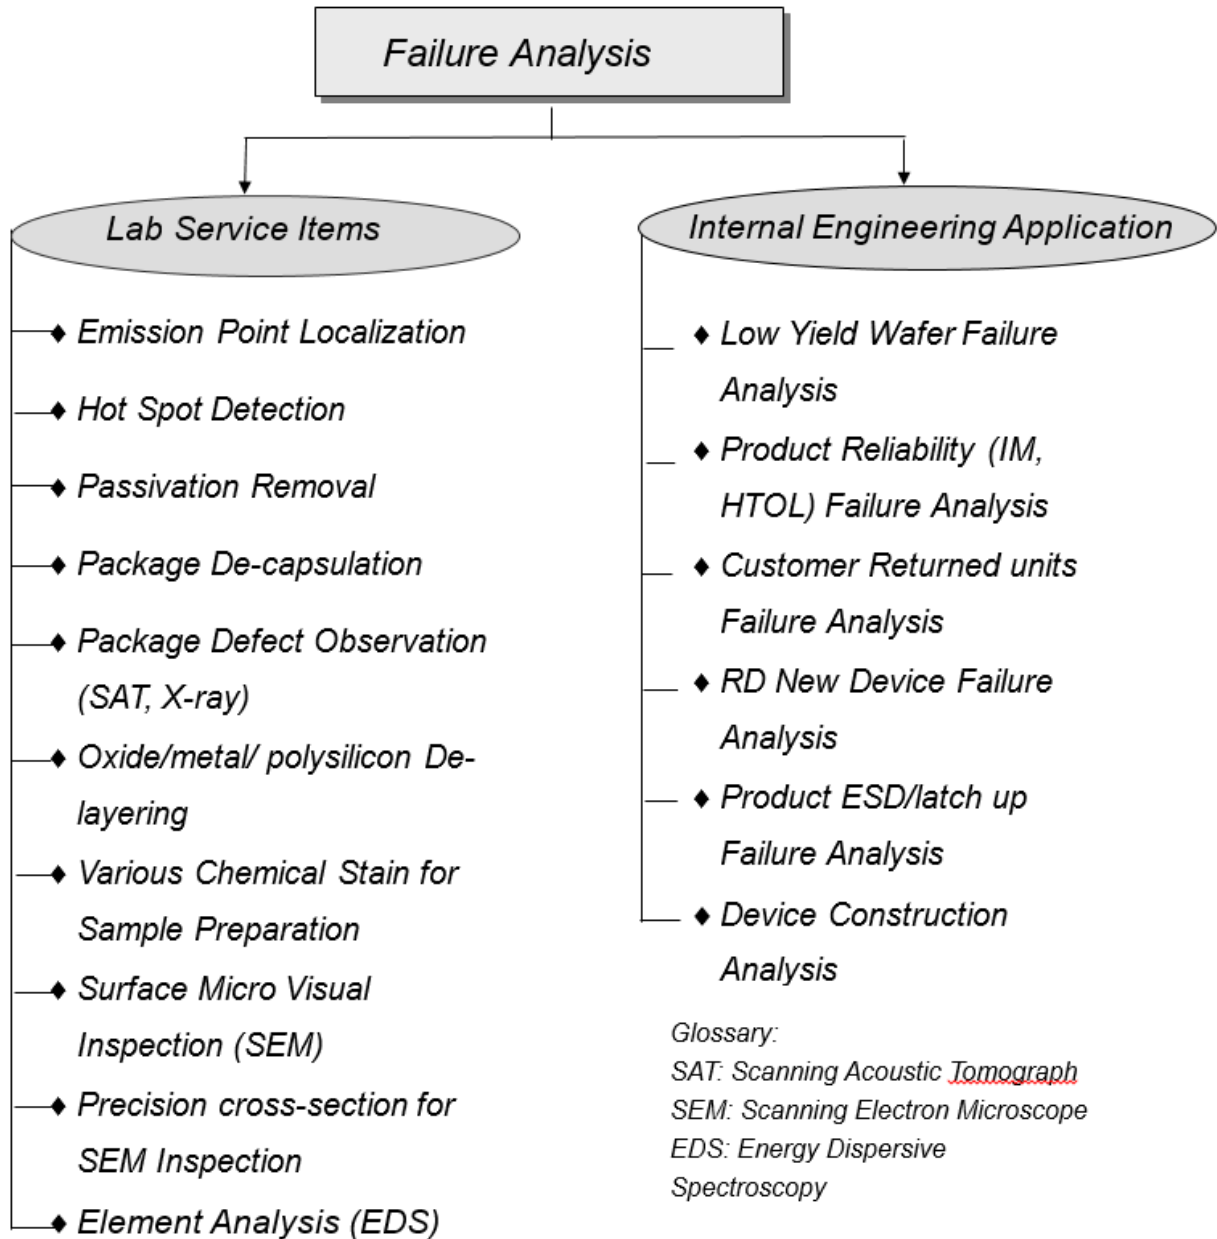 Failure Analysis
Lab Service Items
Emission Point Localization
Hot Spot Detection
Passivation Removal
Package De-capsulation
Package Defect Observation
(SAT, X-ray)
Oxide/metal/ polysilicon De-
layering
Various Chemical Stain for
Sample Preparation
Surface Micro Visual
Inspection (SEM)
Precision cross-section for
SEM Inspection
Element Analysis (EDS)
Internal Engineering Application
Low Yield Wafer Failure
Analysis
Product Reliability (IM,
HTOL) Failure Analysis
Customer Returned units
Failure Analysis
RD New Device Failure
Analysis
Product ESD/latch up
Failure Analysis
Device Construction
Analysis
Glossary:
SAT: Scanning Acoustic Tomograph
SEM: Scanning Electron Microscope
EDS: Energy Dispersive
Spectroscopy